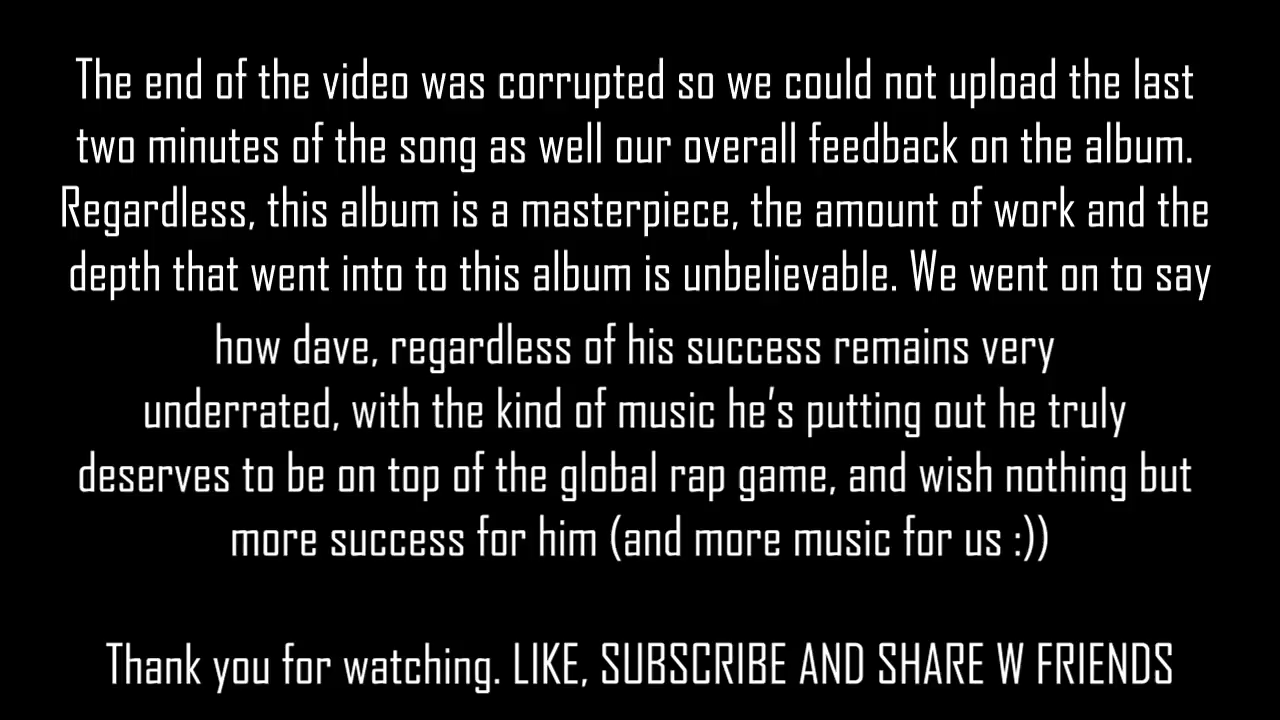 The end of the video was corrupted so we could not upload the last
two minutes of the song as well our overall feedback on the album.
Regardless, this album is a masterpiece, the amount of work and the
depth that went into to this album is unbelievable. We went on to say
how dave, regardless of his success remains very
underrated, with the kind of music he's putting out he truly
deserves to be on top of the global rap game, and wish nothing but
more success for him (and more music for us :))
Thank you for watching. LIKE, SUBSCRIBE AND SHARE W FRIENDS